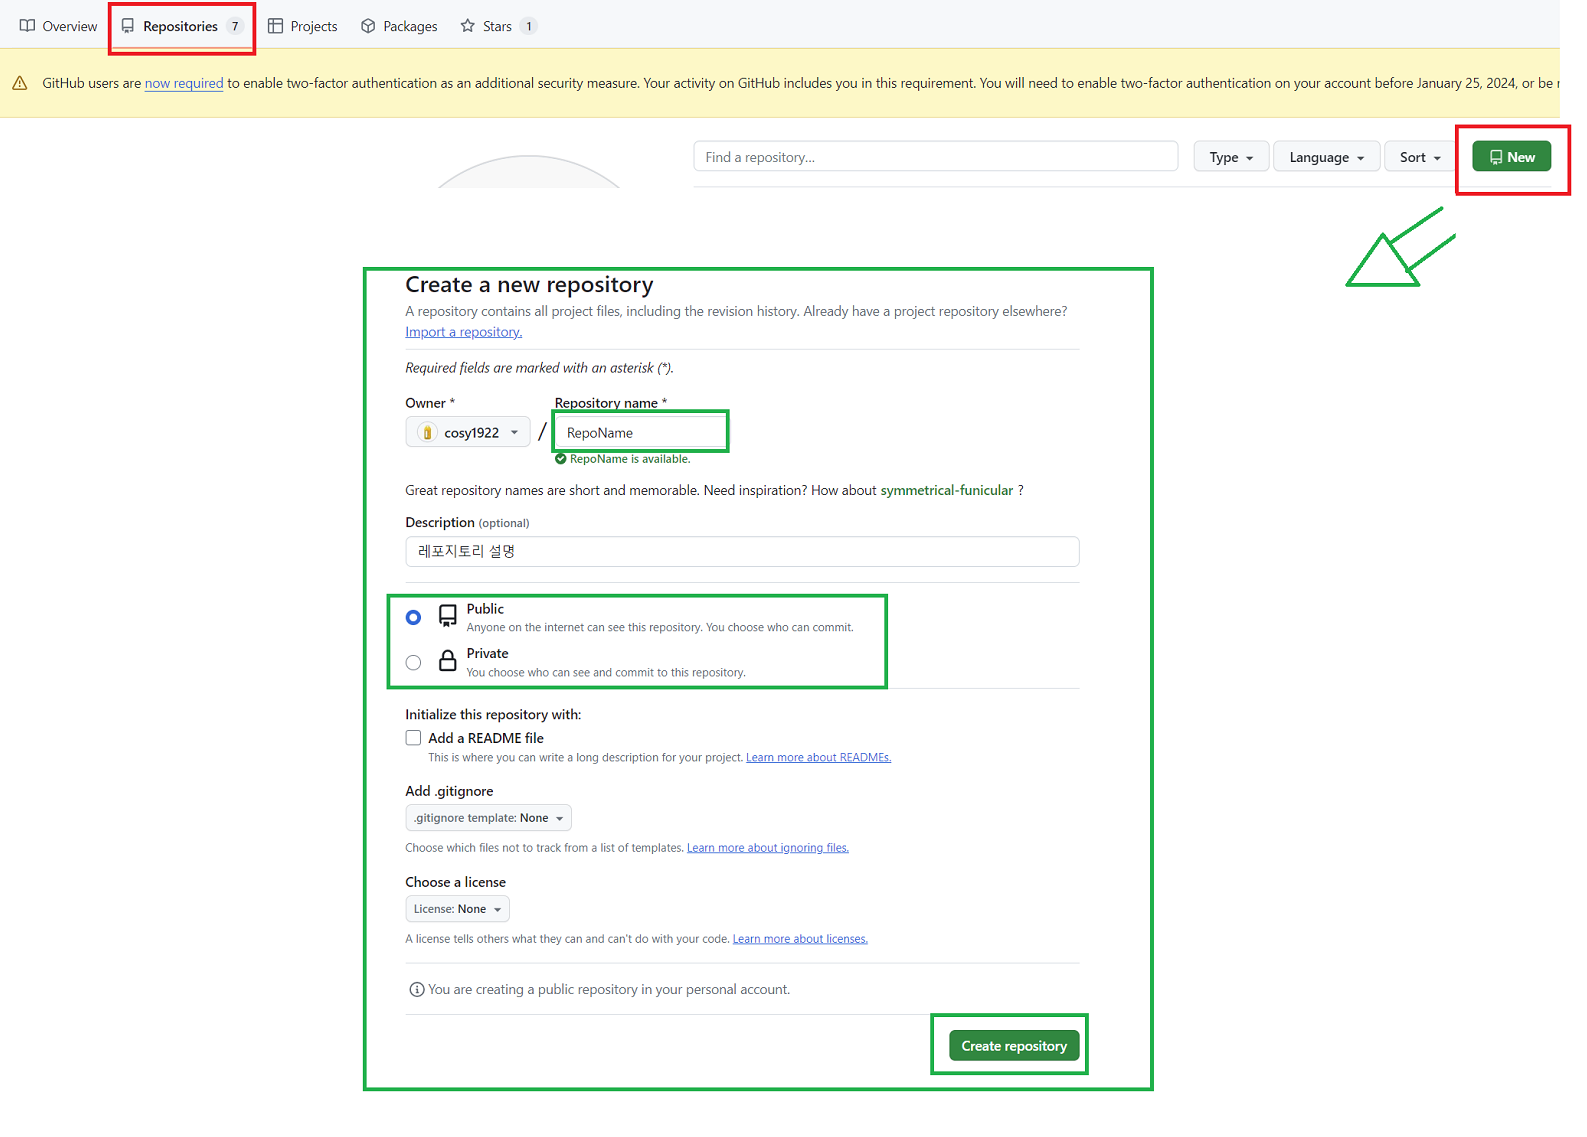 Overview Repositories 7 Projects Packages Stars 1
GitHub users are now required to enable two-factor authentication as an additional security measure. Your activity on GitHub includes you in this requirement. You will need to enable two-factor authentication on your account before January 25, 2024, or be
Find a repository... Type Language Sort New
Create a new repository
A repository contains all project files, including the revision history. Already have a project repository elsewhere?
Import a repository.
Required fields are marked with an asterisk (*).
Owner * Repository name *
cosy1922 / RepoName
RepoName is available.
Great repository names are short and memorable. Need inspiration? How about symmetrical-funicular ?
Description (optional)
레포지토리 설명
Public
Anyone on the internet can see this repository. You choose who can commit.
Private
You choose who can see and commit to this repository.
Initialize this repository with:
Add a README file
This is where you can write a long description for your project. Learn more about READMEs.
Add .gitignore
.gitignore template: None
Choose which files not to track from a list of templates. Learn more about ignoring files.
Choose a license
License: None
A license tells others what they can and can't do with your code. Learn more about licenses.
You are creating a public repository in your personal account.
Create repository